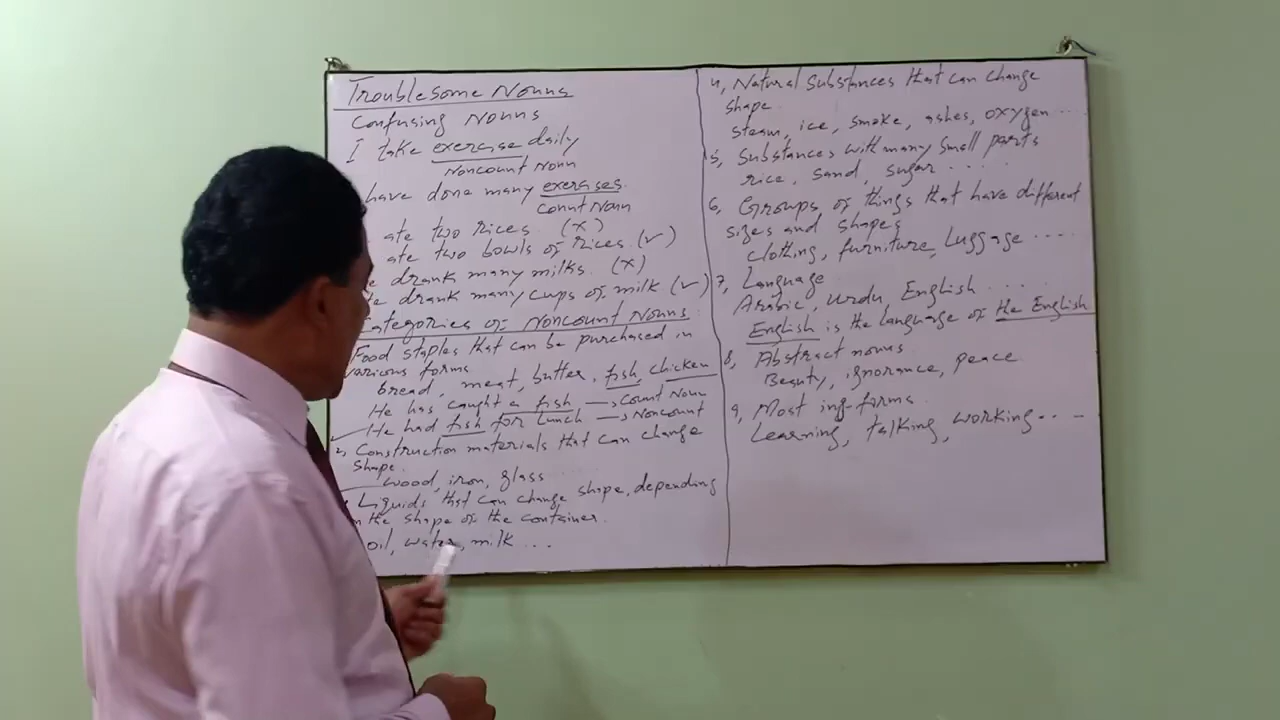 Troublesome Nouns
Confusing Nouns
I take exercise daily
Noncount Noun
have done many exercises.
Count Noun
ate two rices. (x)
ate two bowls of rices. (✓)
drank many milks. (x)
drank many cups of milk (✓)
Categories of Noncount Nouns.
Food staples that can be purchased in
various forms
bread, meat, butter, fish, chicken
He has caught a fish → Count Noun
He had fish for lunch → Noncount
2, Construction materials that can change
shape.
wood, iron, glass
Liquids that can change shape, depending
on the shape of the container.
oil, water, milk ...
4, Natural Substances that can change
shape
steam, ice, smoke, ashes, oxygen ....
5, Substances with many small parts
rice, sand, sugar ...
6, Groups of things that have different
sizes and shapes
clothing, furniture, Luggage ....
7, Language
Arabic, Urdu, English ....
English is the language of the English
8, Abstract nouns
Beauty, ignorance, peace
9, Most ing-forms
Learning, talking, working ...